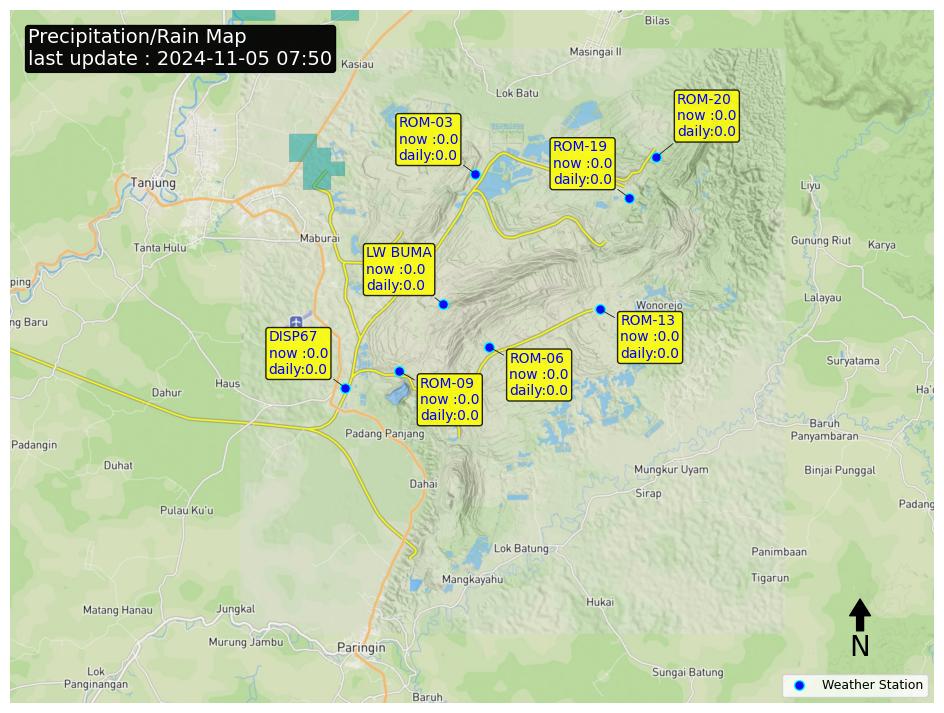 Precipitation/Rain Map
last update : 2024-11-05 07:50
Bilas
Masingai II
Kasiau
Lok Batu
ROM-20
now :0.0
daily:0.0
ROM-03
now :0.0
daily:0.0
ROM-19
now :0.0
daily:0.0
Tanjung
Liyu
Maburai
Tanta Hulu
Gunung Riut
Karya
LW BUMA
now :0.0
daily:0.0
ping
Lalayau
Wonorejo
ng Baru
ROM-13
now :0.0
daily:0.0
DISP67
now :0.0
daily:0.0
ROM-06
now :0.0
daily:0.0
Suryatama
ROM-09
now :0.0
daily:0.0
Haus
Dahur
Ha'
Baruh
Panyambaran
Padang Panjang
Padangin
Duhat
Mungkur Uyam
Binjai Punggal
Dahai
Sirap
Padang
Pulau Ku'u
Lok Batung
Panimbaan
Mangkayahu
Tigarun
Hukai
Matang Hanau
Jungkal
Murung Jambu
Paringin
N
Lok
Panginangan
Sungai Batung
Baruh
Weather Station